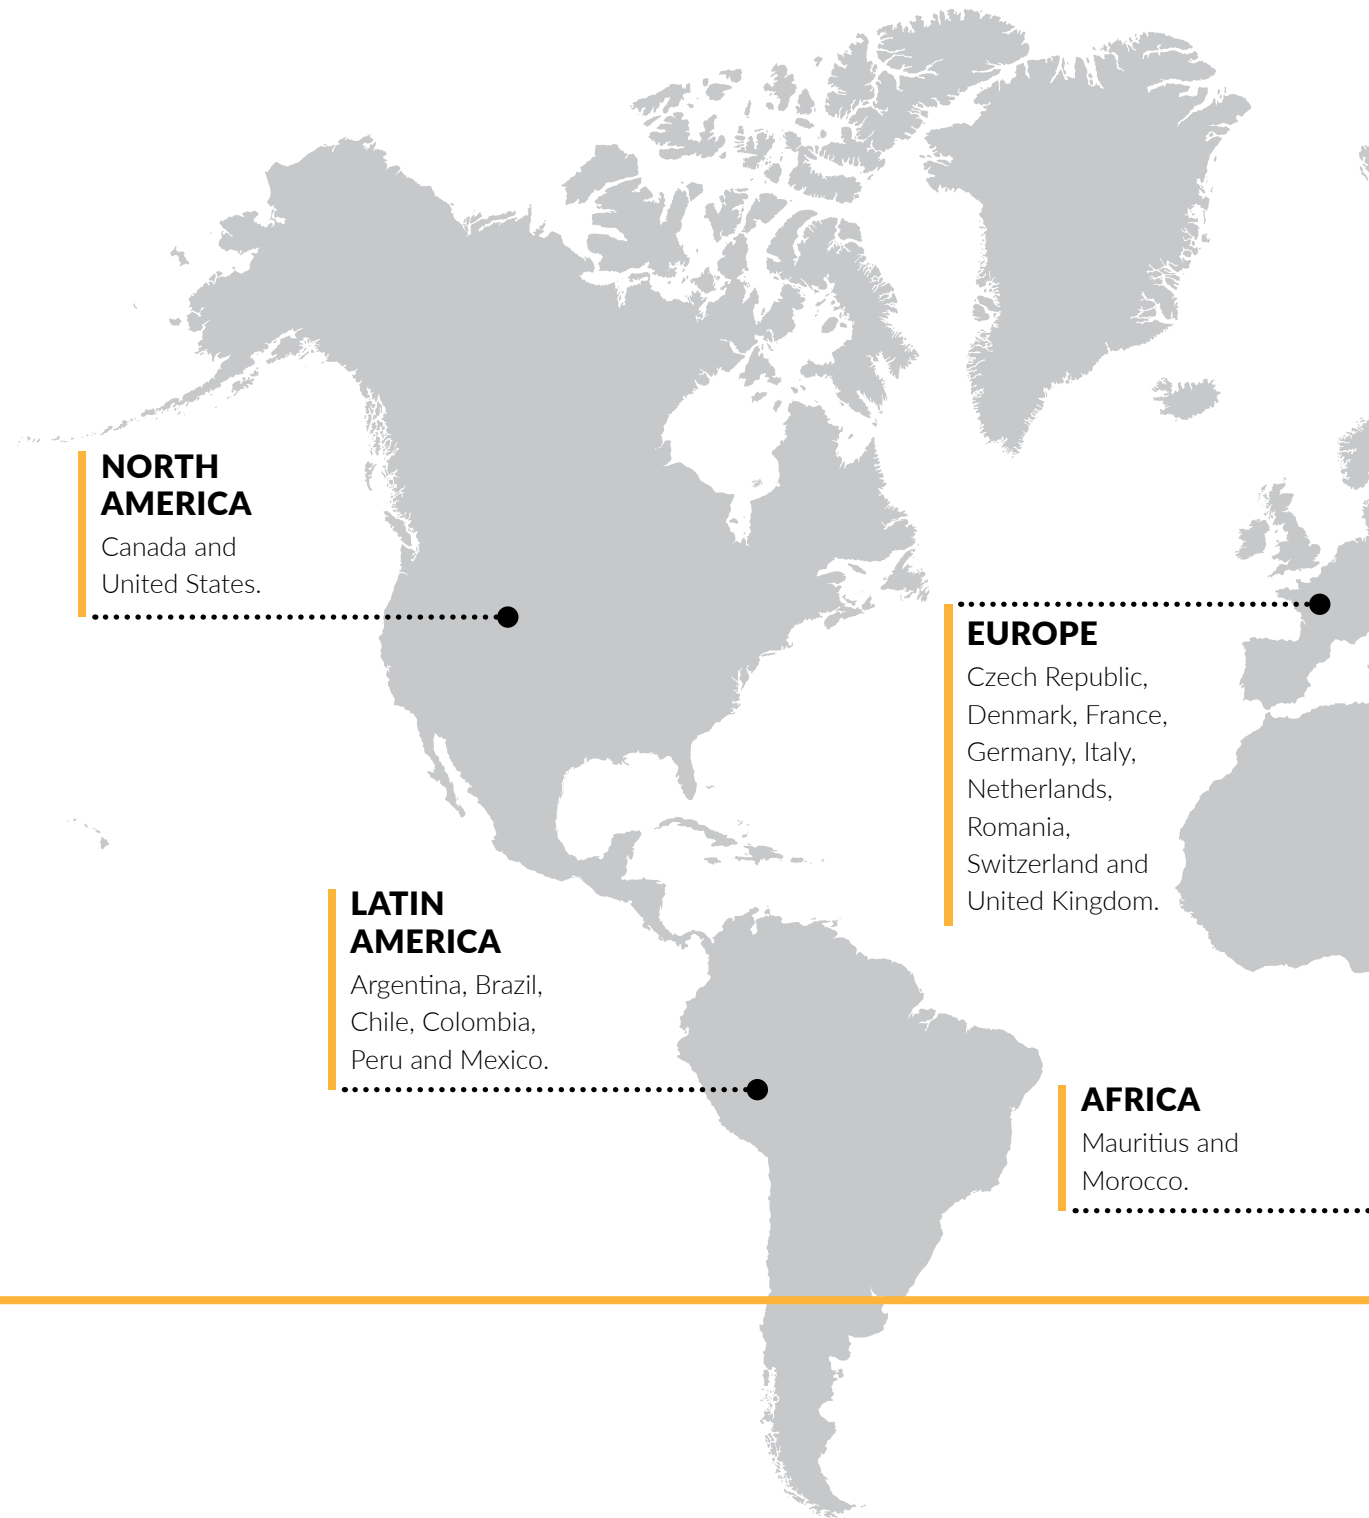 NORTH
AMERICA
Canada and
United States.
EUROPE
Czech Republic,
Denmark, France,
Germany, Italy,
Netherlands,
Romania,
Switzerland and
United Kingdom.
LATIN
AMERICA
Argentina, Brazil,
Chile, Colombia,
Peru and Mexico.
AFRICA
Mauritius and
Morocco.